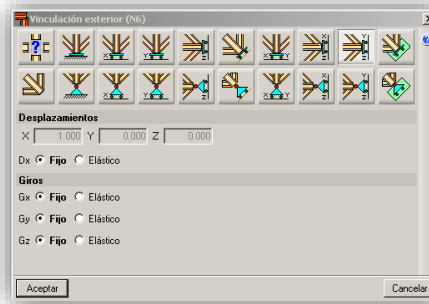 Vinculación exterior (N6)
Desplazamientos
X 1.000 Y 0.000 Z 0.000
Dx Fijo Elástico
Giros
Gx Fijo Elástico
Gy Fijo Elástico
Gz Fijo Elástico
Aceptar Cancelar